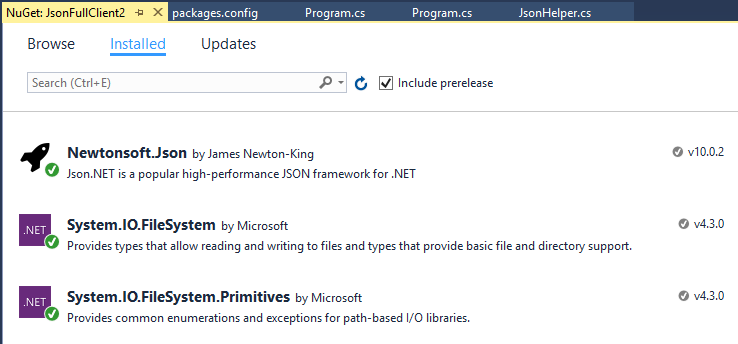 NuGet: JsonFullClient2 packages.config Program.cs Program.cs JsonHelper.cs
Browse Installed Updates
Search (Ctrl+E) Include prerelease
Newtonsoft.Json by James Newton-King v10.0.2
Json.NET is a popular high-performance JSON framework for .NET
.NET System.IO.FileSystem by Microsoft v4.3.0
Provides types that allow reading and writing to files and types that provide basic file and directory support.
.NET System.IO.FileSystem.Primitives by Microsoft v4.3.0
Provides common enumerations and exceptions for path-based I/O libraries.